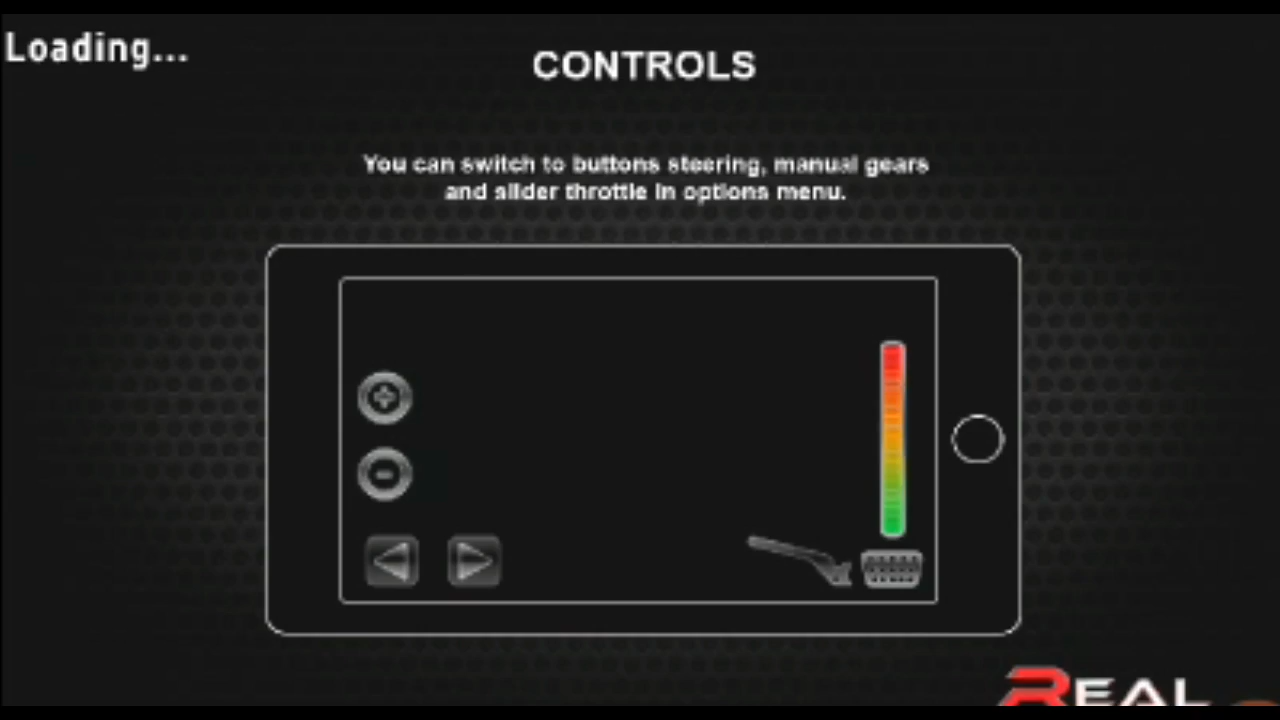 Loading...
CONTROLS
You can switch to buttons steering, manual gears
and slider throttle in options menu.
REAL